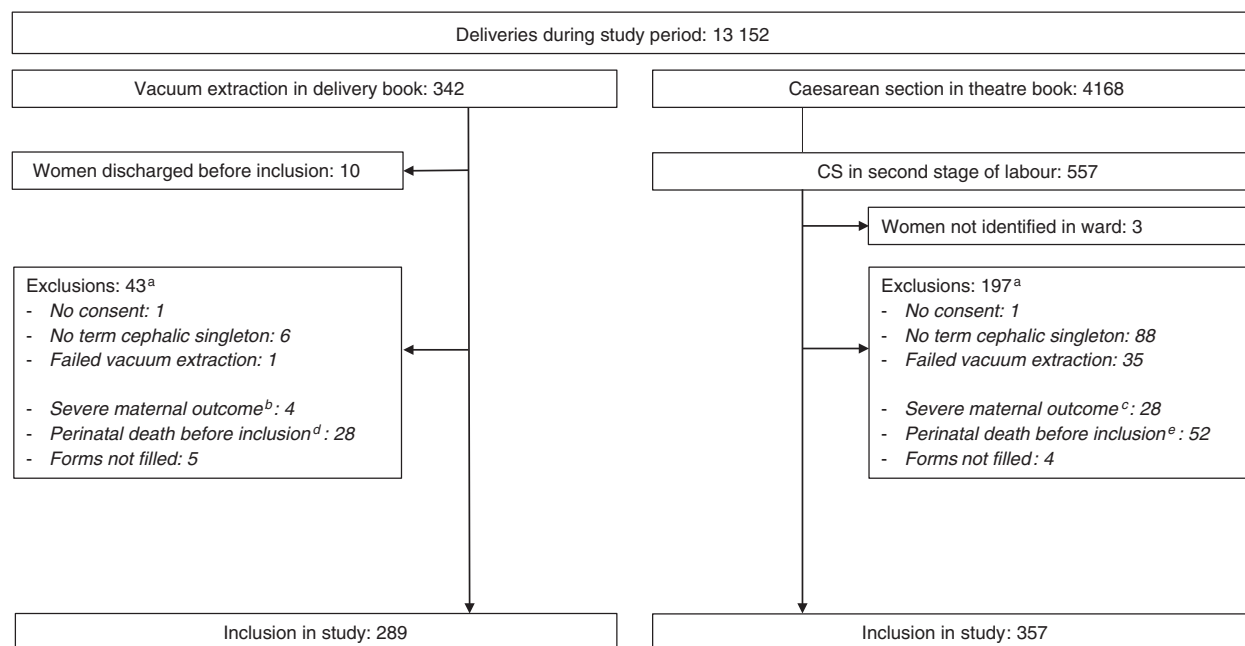 Deliveries during study period: 13 152
Vacuum extraction in delivery book: 342
Caesarean section in theatre book: 4168
Women discharged before inclusion: 10
CS in second stage of labour: 557
Women not identified in ward: 3
Exclusions: 43ᵃ
- No consent: 1
- No term cephalic singleton: 6
- Failed vacuum extraction: 1
- Severe maternal outcomeᵇ: 4
- Perinatal death before inclusionᵈ: 28
- Forms not filled: 5
Exclusions: 197ᵃ
- No consent: 1
- No term cephalic singleton: 88
- Failed vacuum extraction: 35
- Severe maternal outcomeᶜ: 28
- Perinatal death before inclusionᵉ: 52
- Forms not filled: 4
Inclusion in study: 289
Inclusion in study: 357